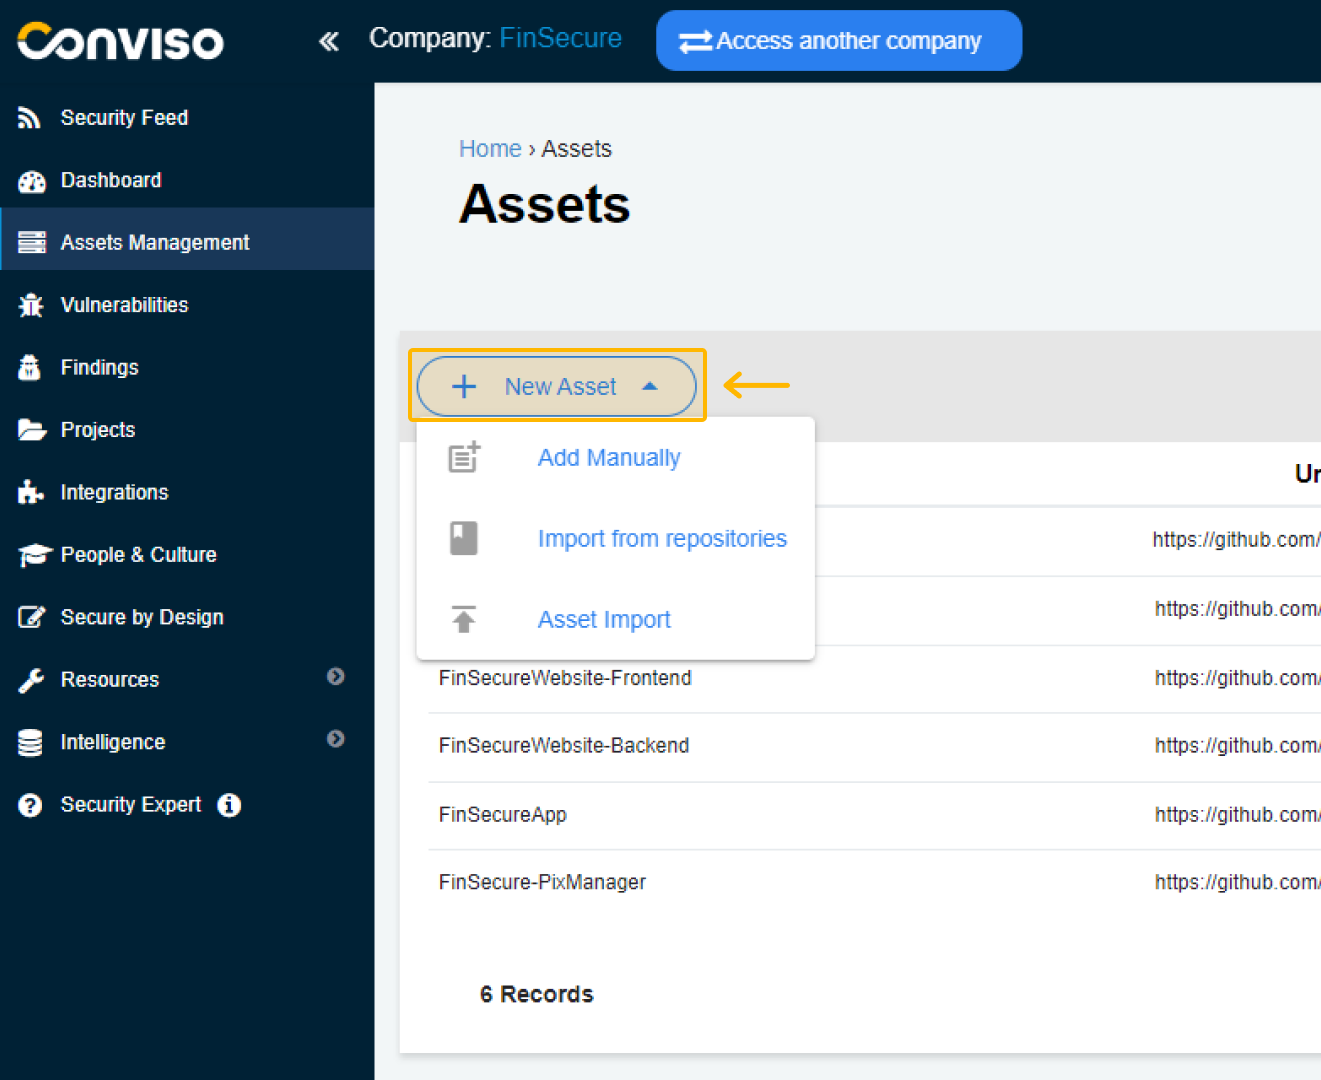 Conviso
Company: FinSecure
Access another company
Security Feed
Dashboard
Assets Management
Vulnerabilities
Findings
Projects
Integrations
People & Culture
Secure by Design
Resources
Intelligence
Security Expert
Home › Assets
Assets
New Asset
Add Manually
Import from repositories
Asset Import
Ur
https://github.com/
https://github.com/
FinSecureWebsite-Frontend https://github.com/
FinSecureWebsite-Backend https://github.com/
FinSecureApp https://github.com/
FinSecure-PixManager https://github.com/
6 Records